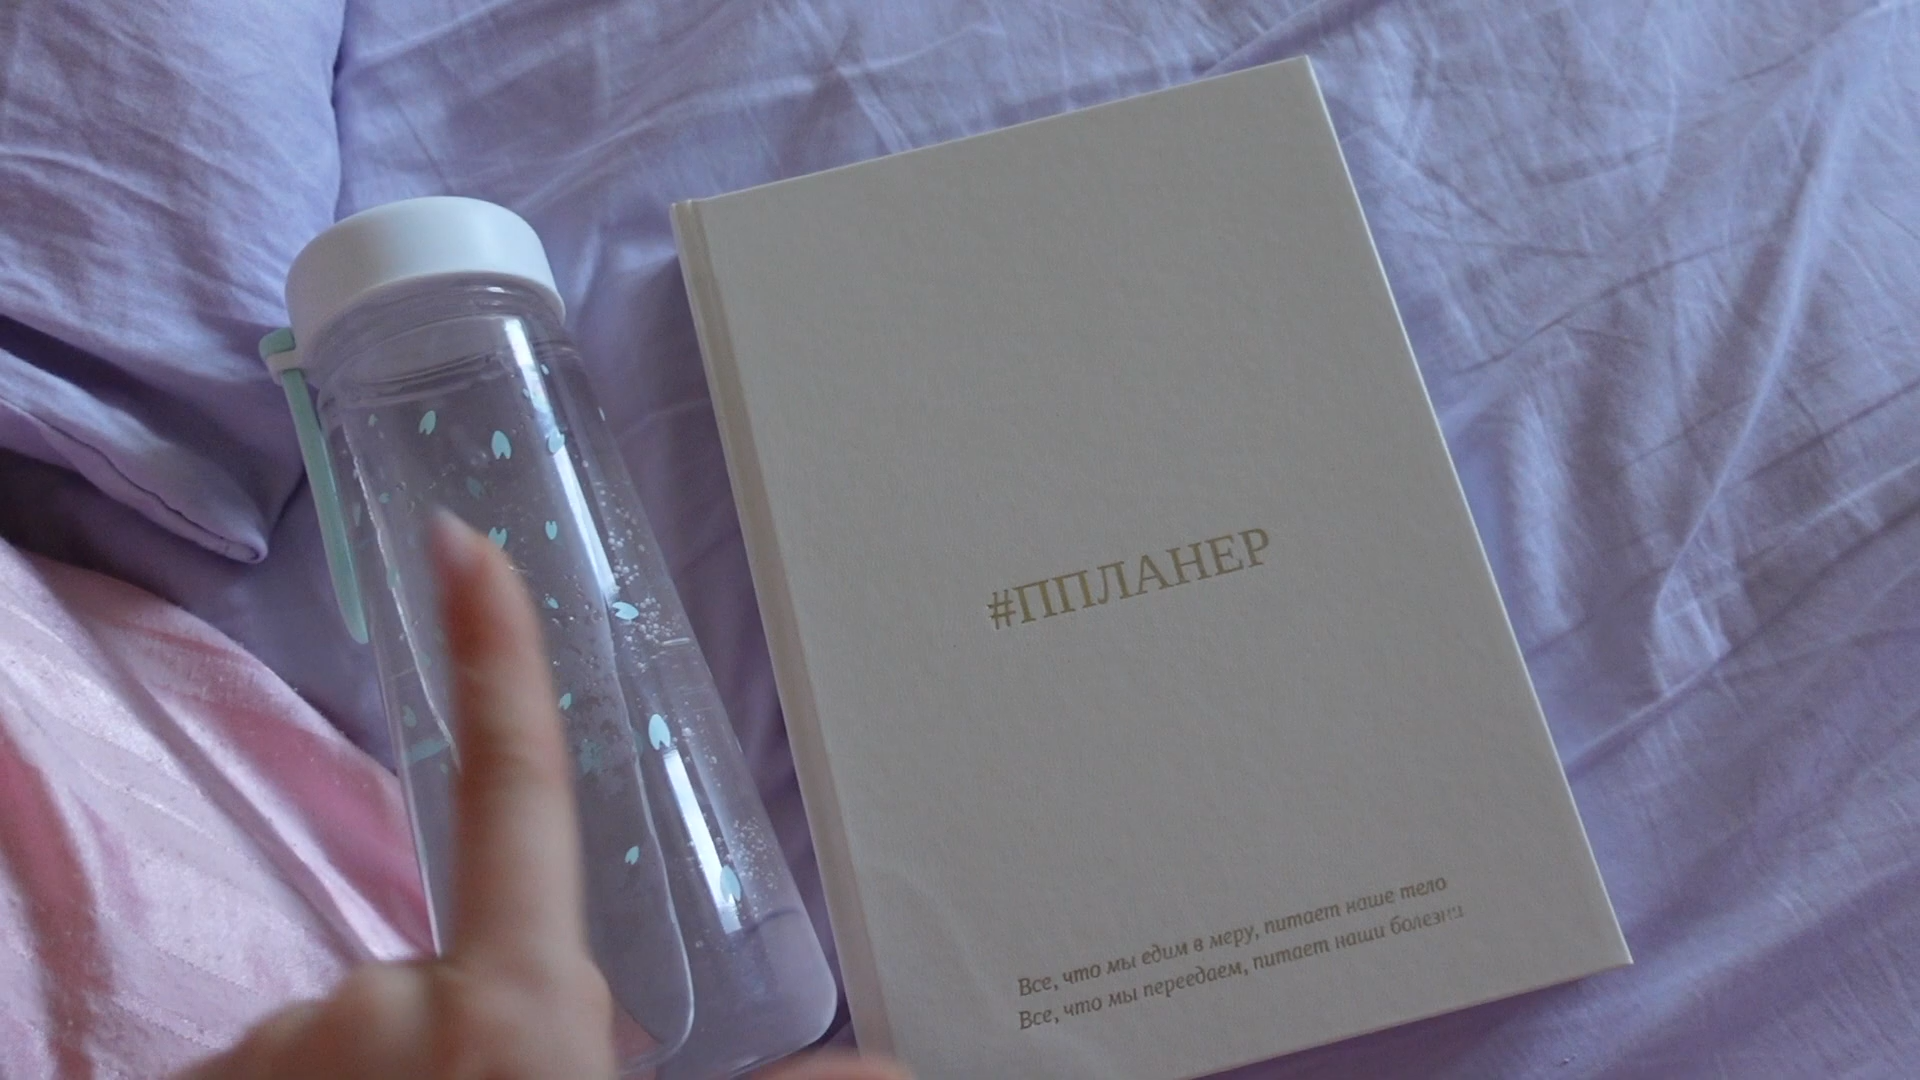 #ППЛАНЕР
Все, что мы едим в меру, питает наше тело
Все, что мы переедаем, питает наши болезни